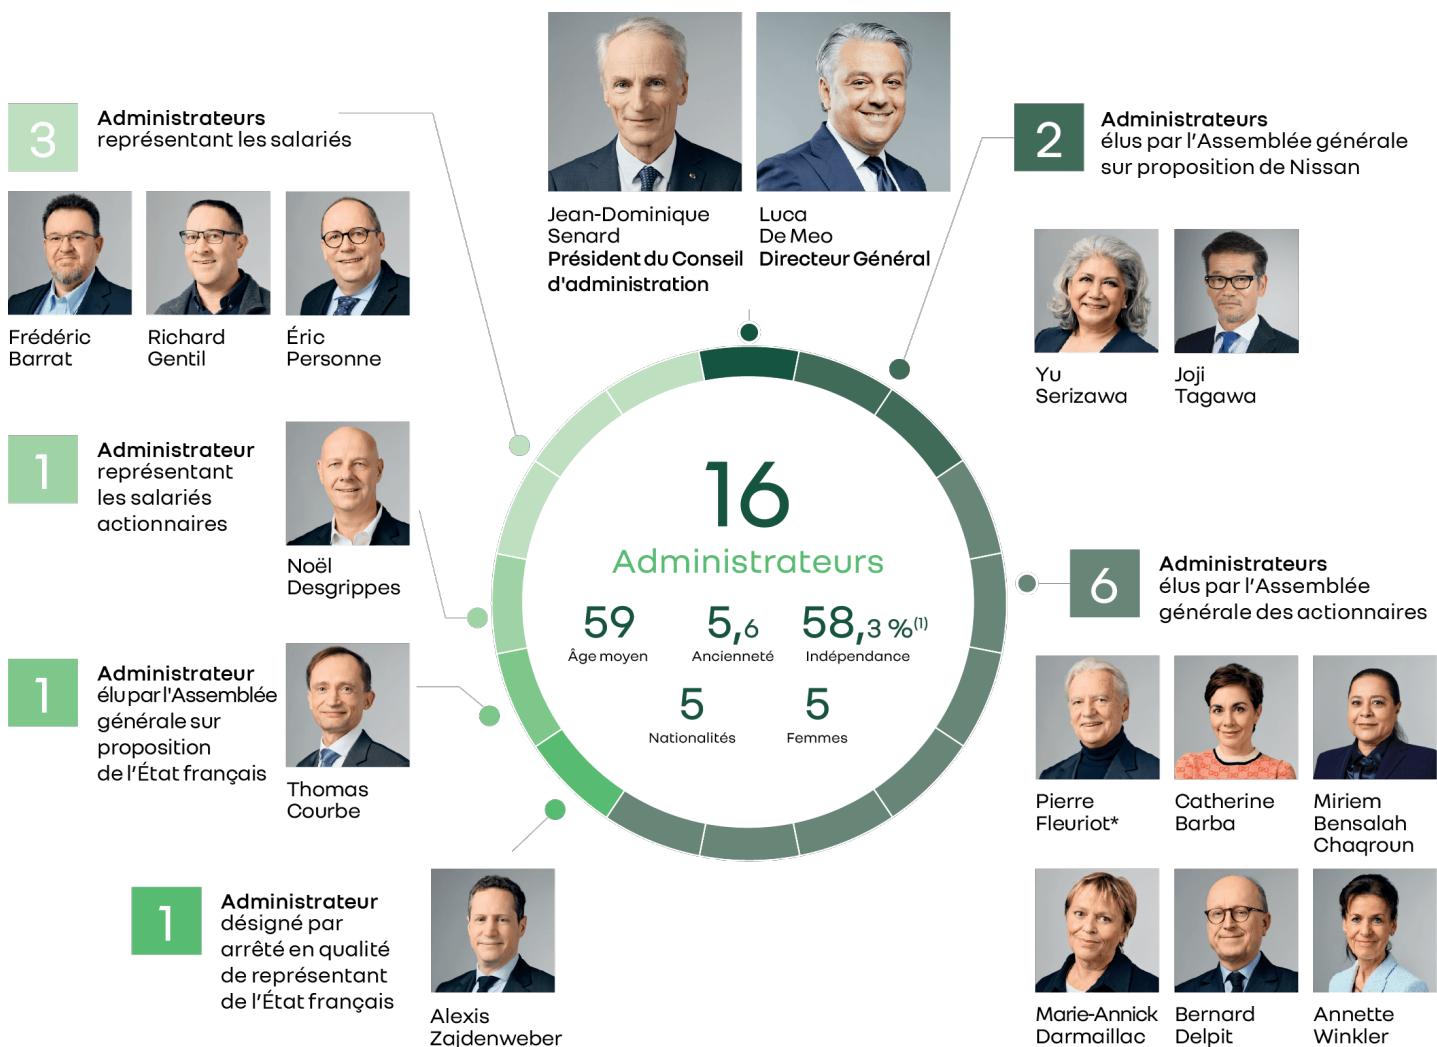 Jean-Dominique
Senard
Président du Conseil
d'administration
Luca
De Meo
Directeur Général
3
Administrateurs
représentant les salariés
Frédéric
Barrat
Richard
Gentil
Éric
Personne
1
Administrateur
représentant
les salariés
actionnaires
Noël
Desgrippes
1
Administrateur
élu par l'Assemblée
générale sur
proposition
de l’État français
Thomas
Courbe
1
Administrateur
désigné par
arrêté en qualité
de représentant
de l’État français
Alexis
Zajdenweber
16
Administrateurs
59
Âge moyen
5,6
Ancienneté
58,3 %(1)
Indépendance
5
Nationalités
5
Femmes
2
Administrateurs
élus par l’Assemblée générale
sur proposition de Nissan
Yu
Serizawa
Joji
Tagawa
6
Administrateurs
élus par l’Assemblée
générale des actionnaires
Pierre
Fleuriot*
Catherine
Barba
Miriem
Bensalah
Chaqroun
Marie-Annick
Darmaillac
Bernard
Delpit
Annette
Winkler